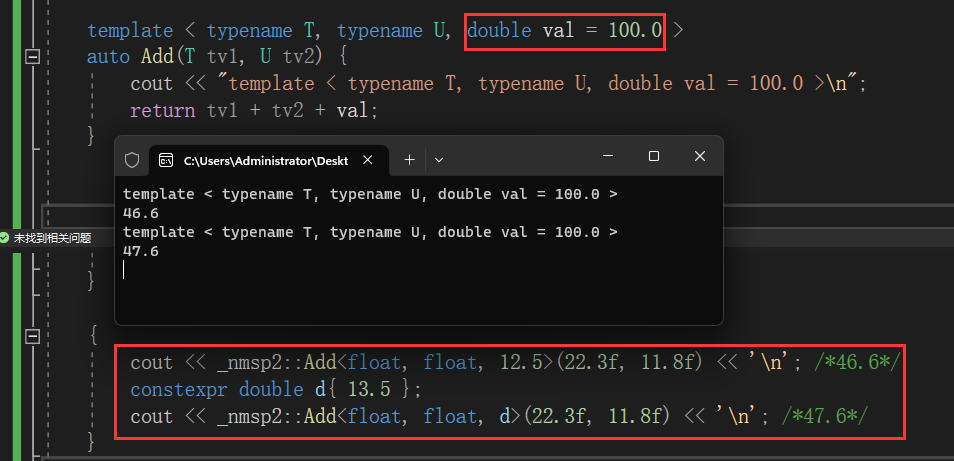 template < typename T, typename U, double val = 100.0 >
auto Add(T tv1, U tv2) {
cout << "template < typename T, typename U, double val = 100.0 >\n";
return tv1 + tv2 + val;
}
C:\Users\Administrator\Deskt
template < typename T, typename U, double val = 100.0 >
46.6
template < typename T, typename U, double val = 100.0 >
47.6
未找到相关问题
}
{
cout << _nmsp2::Add<float, float, 12.5>(22.3f, 11.8f) << '\n'; /*46.6*/
constexpr double d{ 13.5 };
cout << _nmsp2::Add<float, float, d>(22.3f, 11.8f) << '\n'; /*47.6*/
}